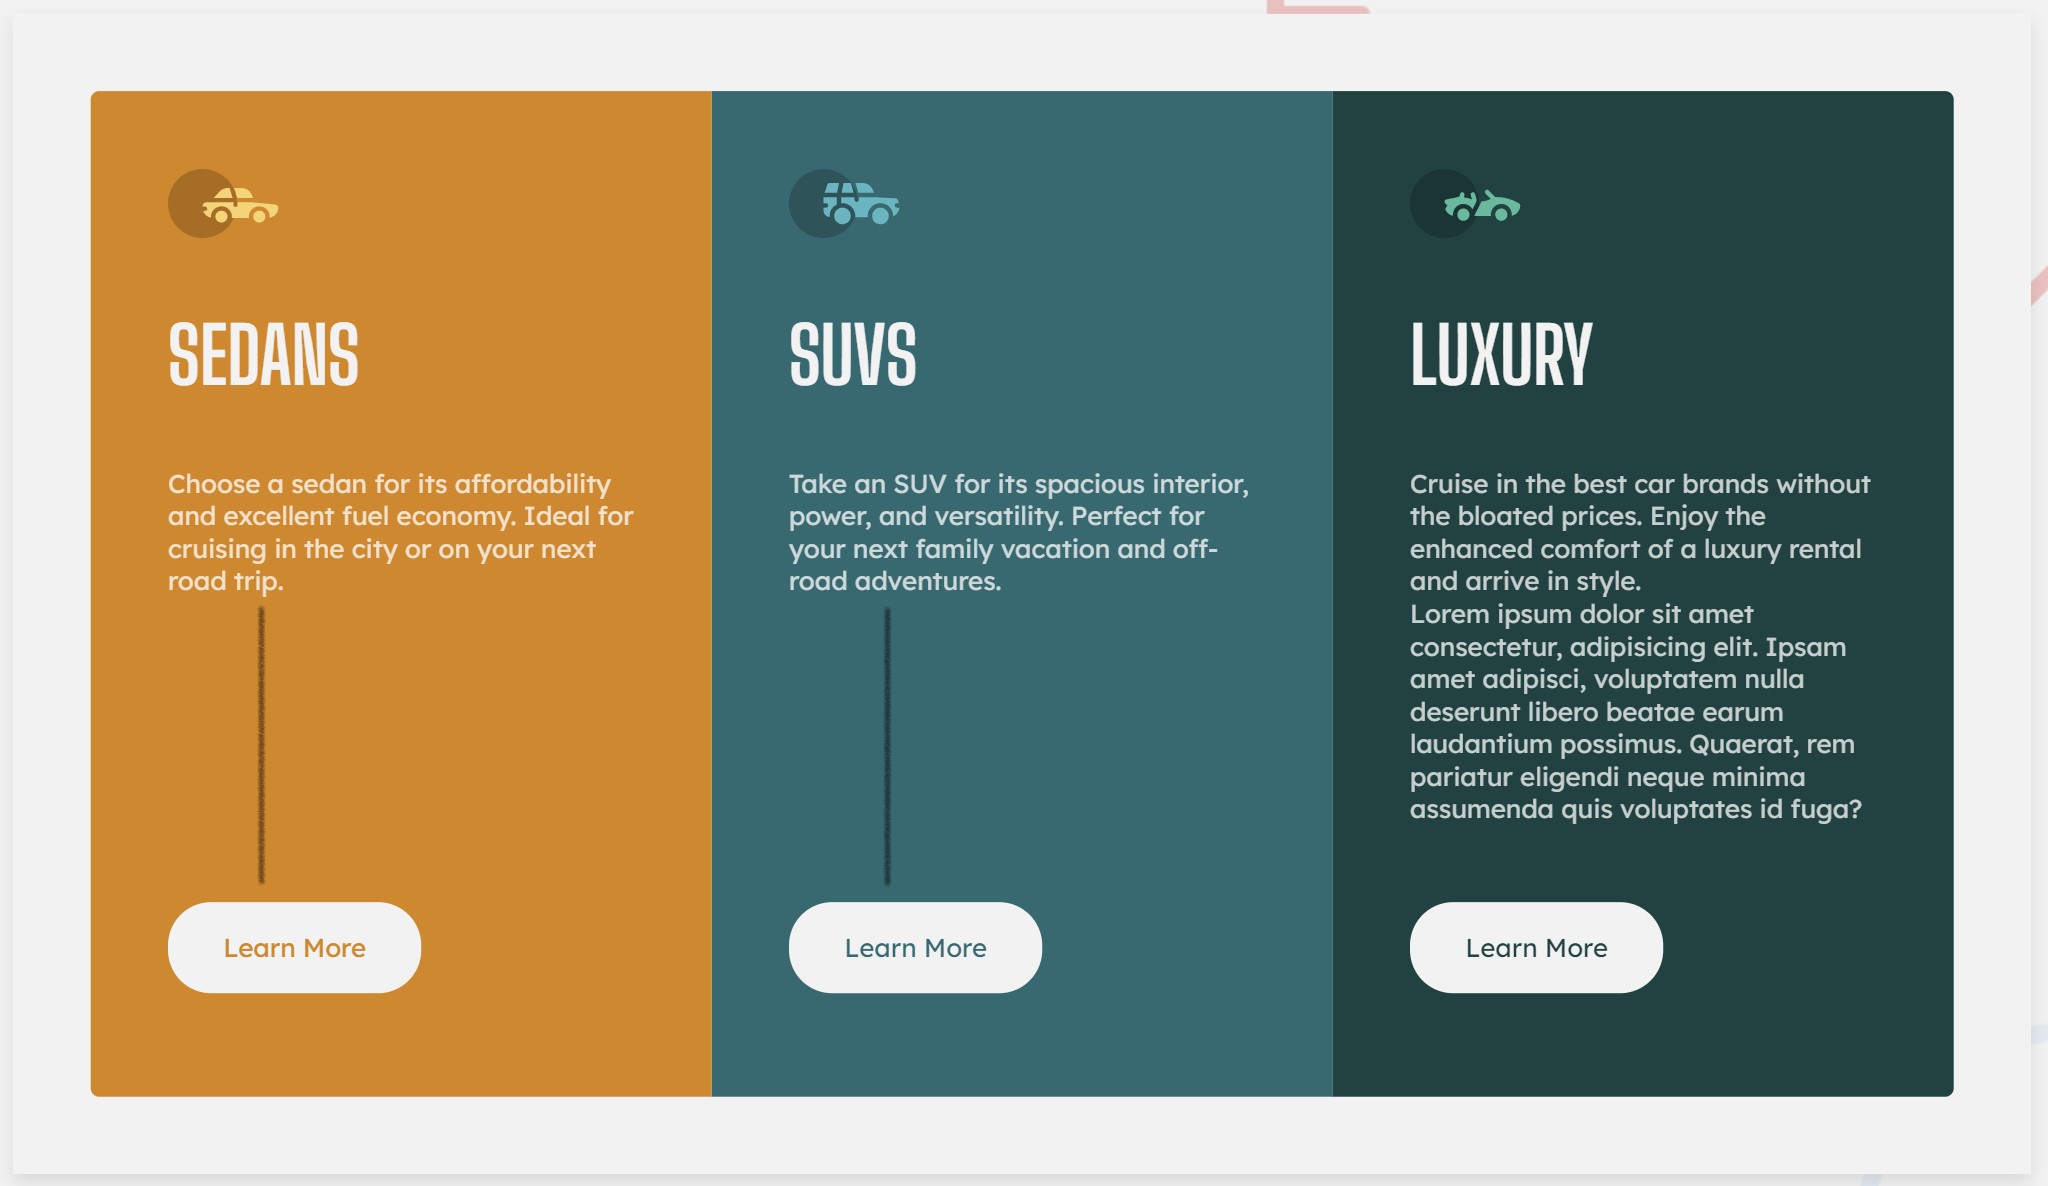 SEDANS
Choose a sedan for its affordability
and excellent fuel economy. Ideal for
cruising in the city or on your next
road trip.
Learn More
SUVS
Take an SUV for its spacious interior,
power, and versatility. Perfect for
your next family vacation and off-
road adventures.
Learn More
LUXURY
Cruise in the best car brands without
the bloated prices. Enjoy the
enhanced comfort of a luxury rental
and arrive in style.
Lorem ipsum dolor sit amet
consectetur, adipisicing elit. Ipsam
amet adipisci, voluptatem nulla
deserunt libero beatae earum
laudantium possimus. Quaerat, rem
pariatur eligendi neque minima
assumenda quis voluptates id fuga?
Learn More